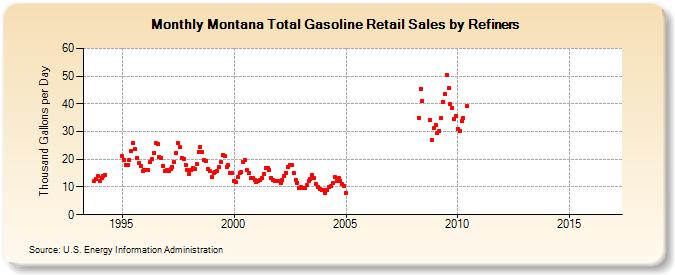 Monthly Montana Total Gasoline Retail Sales by Refiners
Thousand Gallons per Day
60
50
40
30
20
10
0
1995 2000 2005 2010 2015
Source: U.S. Energy Information Administration